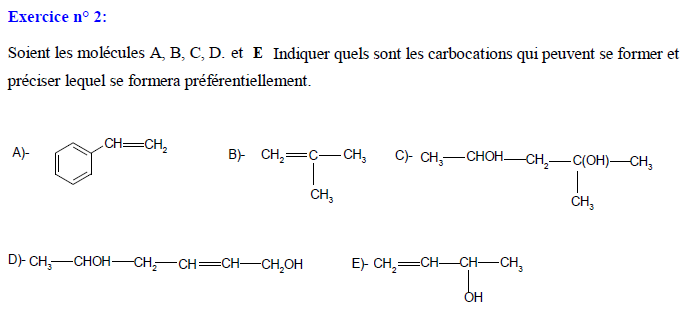 Exercice n° 2:
Soient les molécules A, B, C, D. et E Indiquer quels sont les carbocations qui peuvent se former et
préciser lequel se formera préférentiellement.
A)- CH=CH₂ B)- CH₂=C—CH₃ C)- CH₃—CHOH—CH₂—C(OH)—CH₃
CH₃ CH₃
D)- CH₃—CHOH—CH₂—CH=CH—CH₂OH E)- CH₂=CH—CH—CH₃
OH